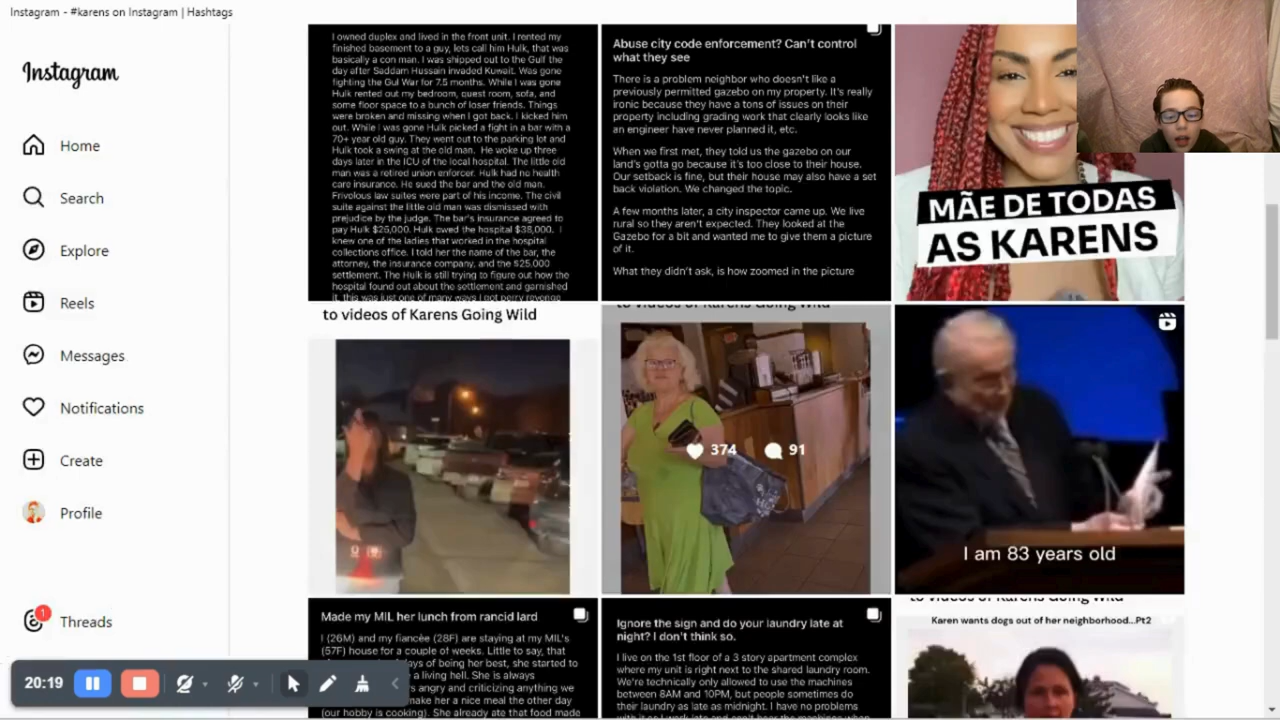 Instagram - #karens on Instagram | Hashtags
Instagram
Home
Search
Explore
Reels
Messages
Notifications
Create
Profile
1
Threads
20:19
I owned duplex and lived in the front unit. I rented my
finished basement to a guy, lets call him Hulk, that was
basically a con man. I was shipped out to the Gulf the
day after Saddam Hussain invaded Kuwait. Was gone
fighting the Gul War for 7.5 months. While I was gone
Hulk rented out my bedroom, guest room, sofa, and
some floor space to a bunch of loser friends. Things
were broken and missing when I got back. I kicked him
out. While i was gone Hulk picked a fight in a bar with a
70+ year old guy. They went out to the parking lot and
Hulk took a swing at the old man. He woke up three
days later in the ICU of the local hospital. The little old
man was a retired union enforcer. Hulk had no health
care insurance. He sued the bar and the old man.
Frivolous law suites were part of his income. The civil
suite against the little old man was dismissed with
prejudice by the judge. The bar's insurance agreed to
pay Hulk $25,000. Hulk owed the hospital $38,000. I
knew one of the ladies that worked in the hospital
collections office. I told her the name of the bar, the
attorney, the insurance company, and the $25,000
settlement. The Hulk is still trying to figure out how the
hospital found out about the settlement and garnished
it. this was just one of many ways I got perry revenge
Abuse city code enforcement? Can't control
what they see
There is a problem neighbor who doesn't like a
previously permitted gazebo on my property. It's really
ironic because they have a tons of issues on their
property including grading work that clearly looks like
an engineer have never planned it, etc.
When we first met, they told us the gazebo on our
land's gotta go because it's too close to their house.
Our setback is fine, but their house may also have a set
back violation. We changed the topic.
A few months later, a city inspector came up. We live
rural so they aren't expected. They looked at the
Gazebo for a bit and wanted me to give them a picture
of it.
What they didn't ask, is how zoomed in the picture
MÃE DE TODAS
AS KARENS
to videos of Karens Going Wild
to videos of Karens Going Wild
374
91
I am 83 years old
Made my MIL her lunch from rancid lard
I (26M) and my fiancée (28F) are staying at my MIL's
(57F) house for a couple of weeks. Little to say, that
days of being her best, she started to
a living hell. She is always
angry and criticizing anything we
make her a nice meal the other day
(our hobby is cooking). She already ate that food made
Ignore the sign and do your laundry late at
night? I don't think so.
I live on the 1st floor of a 3 story apartment complex
where my unit is right next to the shared laundry room.
We're technically only allowed to use the machines
between 8AM and 10PM, but people sometimes do
their laundry as late as midnight. I have no problems
to videos of Karens Going Wild
Karen wants dogs out of her neighborhood...Pt2